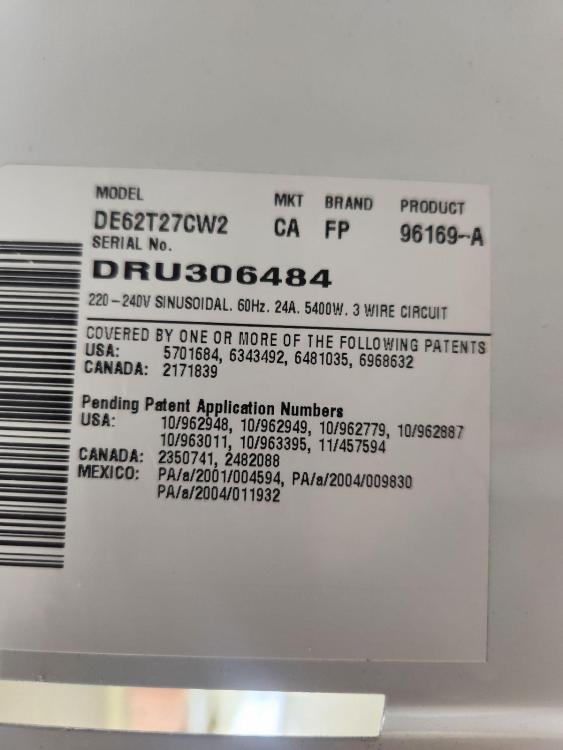 MODEL MKT BRAND PRODUCT
DE62T27CW2 CA FP 96169-A
SERIAL No.
DRU306484
220-240V SINUSOIDAL. 60Hz. 24A. 5400W. 3 WIRE CIRCUIT
COVERED BY ONE OR MORE OF THE FOLLOWING PATENTS
USA: 5701684, 6343492, 6481035, 6968632
CANADA: 2171839
Pending Patent Application Numbers
USA: 10/962948, 10/962949, 10/962779, 10/962887
10/963011, 10/963395, 11/457594
CANADA: 2350741, 2482088
MEXICO: PA/a/2001/004594, PA/a/2004/009830
PA/a/2004/011932